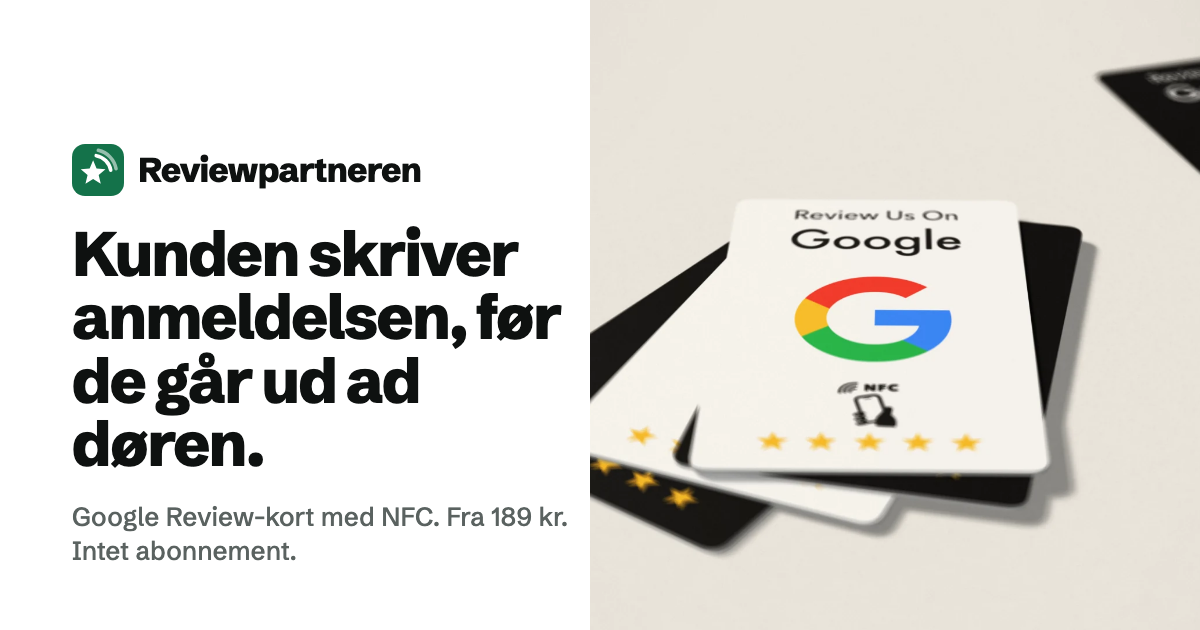 Reviewpartneren
Kunden skriver
anmeldelsen, før
de går ud ad
døren.
Google Review-kort med NFC. Fra 189 kr.
Intet abonnement.
Review Us On
Google
NFC